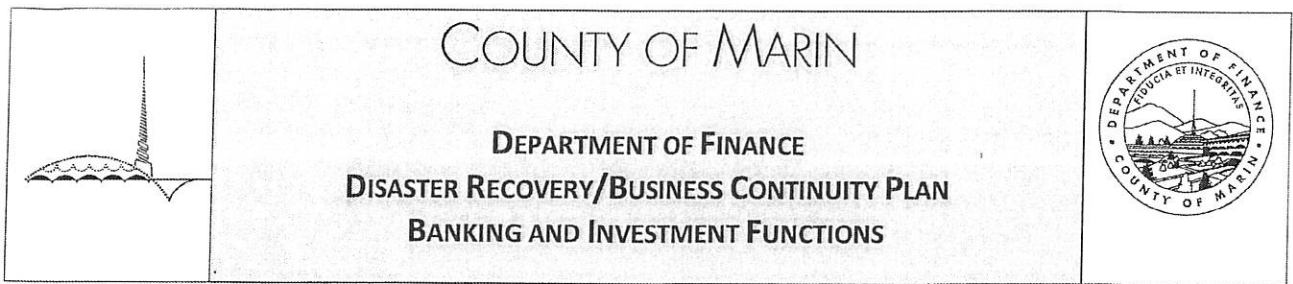 COUNTY OF MARIN
DEPARTMENT OF FINANCE
DISASTER RECOVERY/BUSINESS CONTINUITY PLAN
BANKING AND INVESTMENT FUNCTIONS
DEPARTMENT OF FINANCE
FIDUCIA ET INTEGRITAS
COUNTY OF MARIN